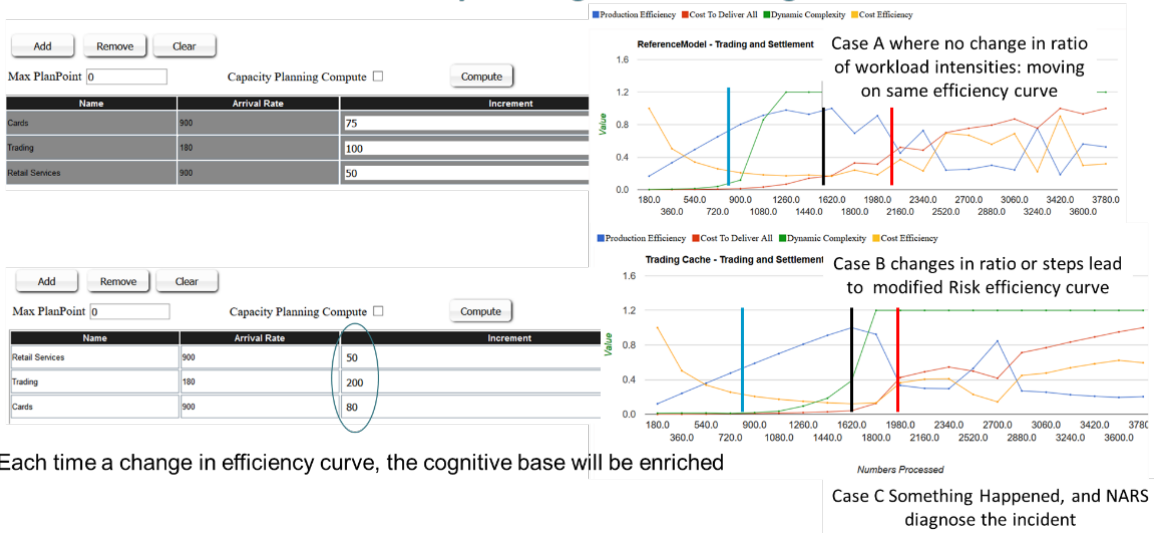 Production Efficiency Cost To Deliver All Dynamic Complexity Cost Efficiency
Add Remove Clear
Max PlanPoint 0 Capacity Planning Compute Compute
Name Arrival Rate Increment
Cards 900 75
Trading 180 100
Retail Services 900 50
ReferenceModel - Trading and Settlement
Case A where no change in ratio
of workload intensities: moving
on same efficiency curve
1.6
1.2
0.8
0.4
0.0
Value
180.0 540.0 900.0 1260.0 1620.0 1980.0 2340.0 2700.0 3060.0 3420.0 3780.0
360.0 720.0 1080.0 1440.0 1800.0 2160.0 2520.0 2880.0 3240.0 3600.0
Production Efficiency Cost To Deliver All Dynamic Complexity Cost Efficiency
Add Remove Clear
Max PlanPoint 0 Capacity Planning Compute Compute
Name Arrival Rate Increment
Retail Services 900 50
Trading 180 200
Cards 900 80
Trading Cache - Trading and Settlement
Case B changes in ratio or steps lead
to modified Risk efficiency curve
1.6
1.2
0.8
0.4
0.0
Value
180.0 540.0 900.0 1260.0 1620.0 1980.0 2340.0 2700.0 3060.0 3420.0 3780
360.0 720.0 1080.0 1440.0 1800.0 2160.0 2520.0 2880.0 3240.0 3600.0
Numbers Processed
Each time a change in efficiency curve, the cognitive base will be enriched
Case C Something Happened, and NARS
diagnose the incident